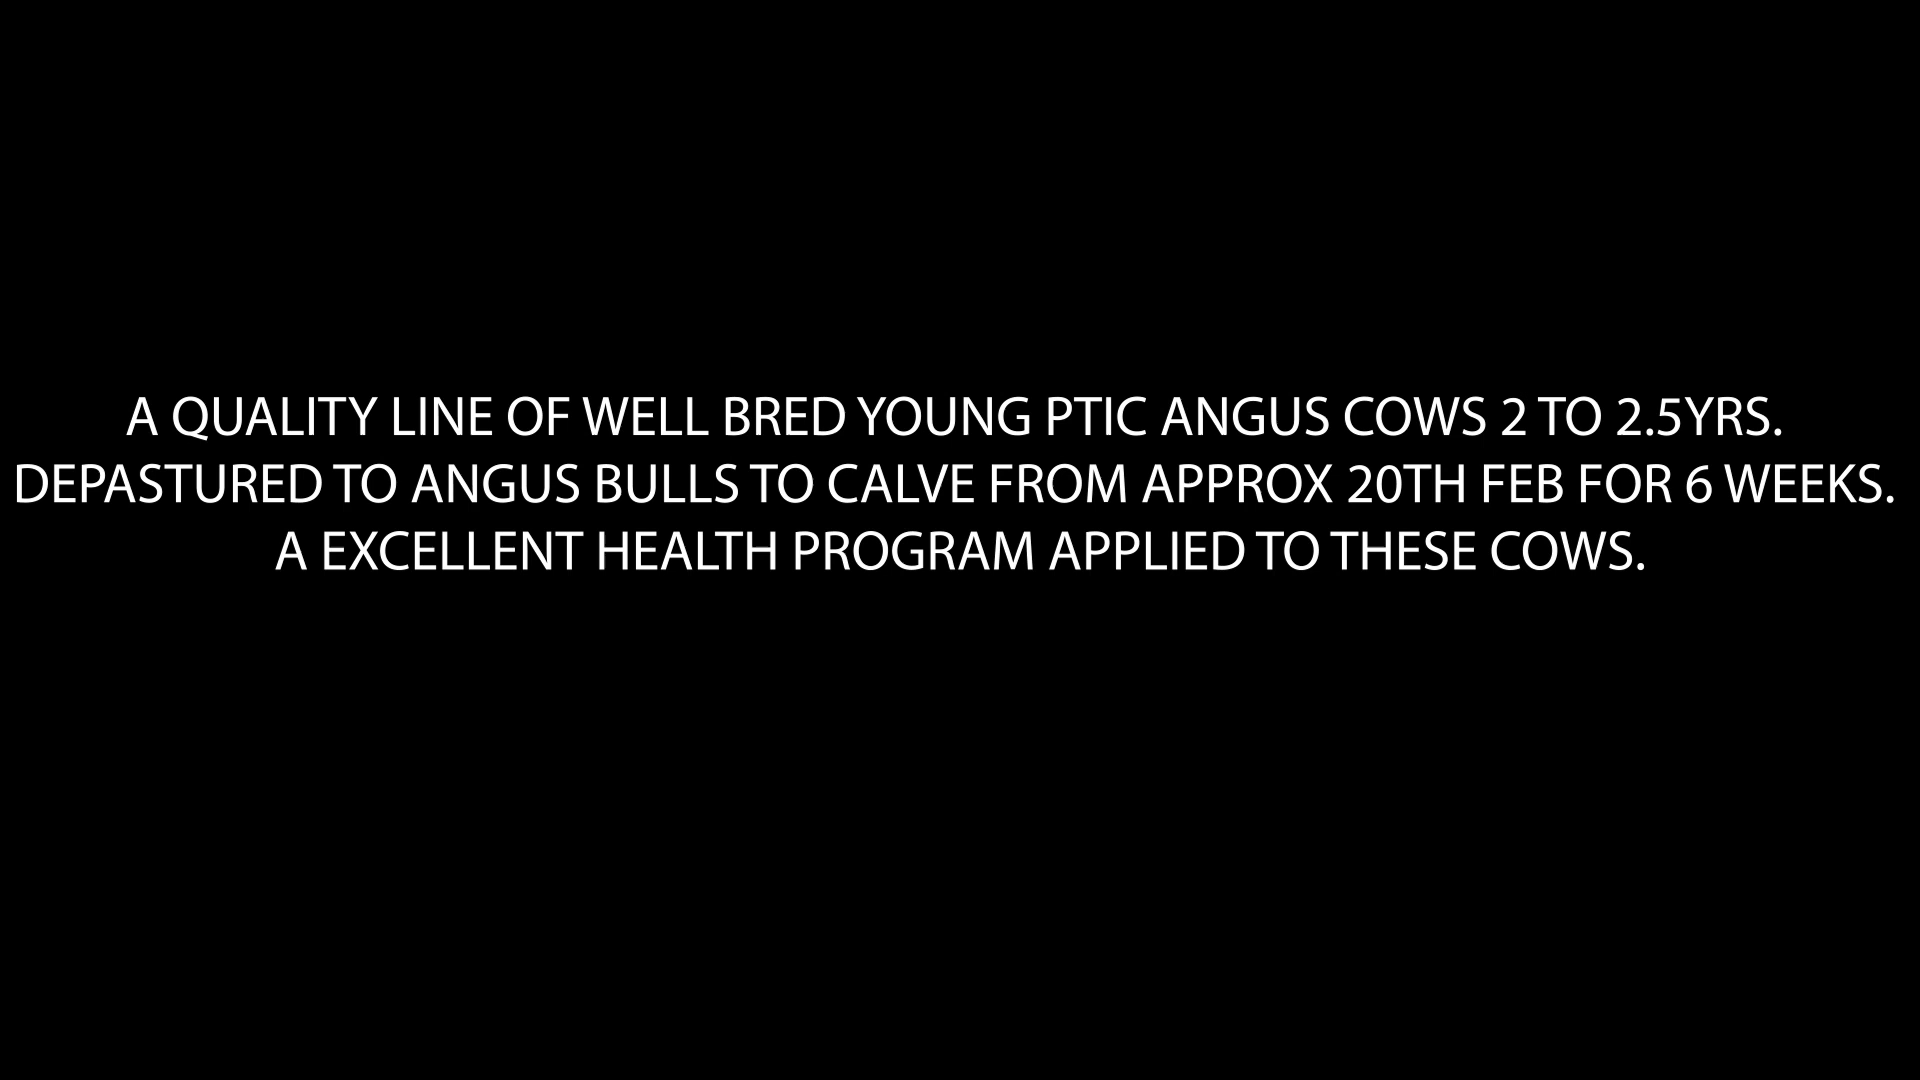 A QUALITY LINE OF WELL BRED YOUNG PTIC ANGUS COWS 2 TO 2.5YRS.
DEPASTURED TO ANGUS BULLS TO CALVE FROM APPROX 20TH FEB FOR 6 WEEKS.
A EXCELLENT HEALTH PROGRAM APPLIED TO THESE COWS.